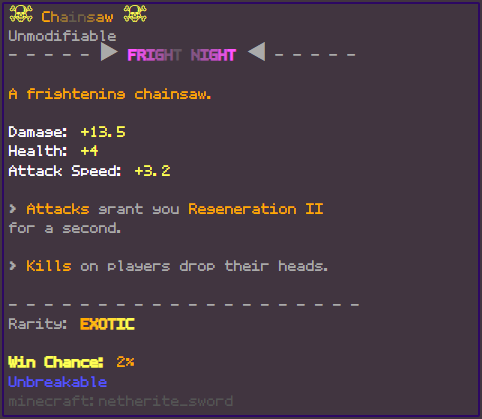 ☠ Chainsaw ☠
Unmodifiable
- - - - - ▶ FRIGHT NIGHT ◀ - - - - -
A frightening chainsaw.
Damage: +13.5
Health: +4
Attack Speed: +3.2
> Attacks grant you Regeneration II
for a second.
> Kills on players drop their heads.
- - - - - - - - - - - - - - - - - - - -
Rarity: EXOTIC
Win Chance: 2%
Unbreakable
minecraft:netherite_sword